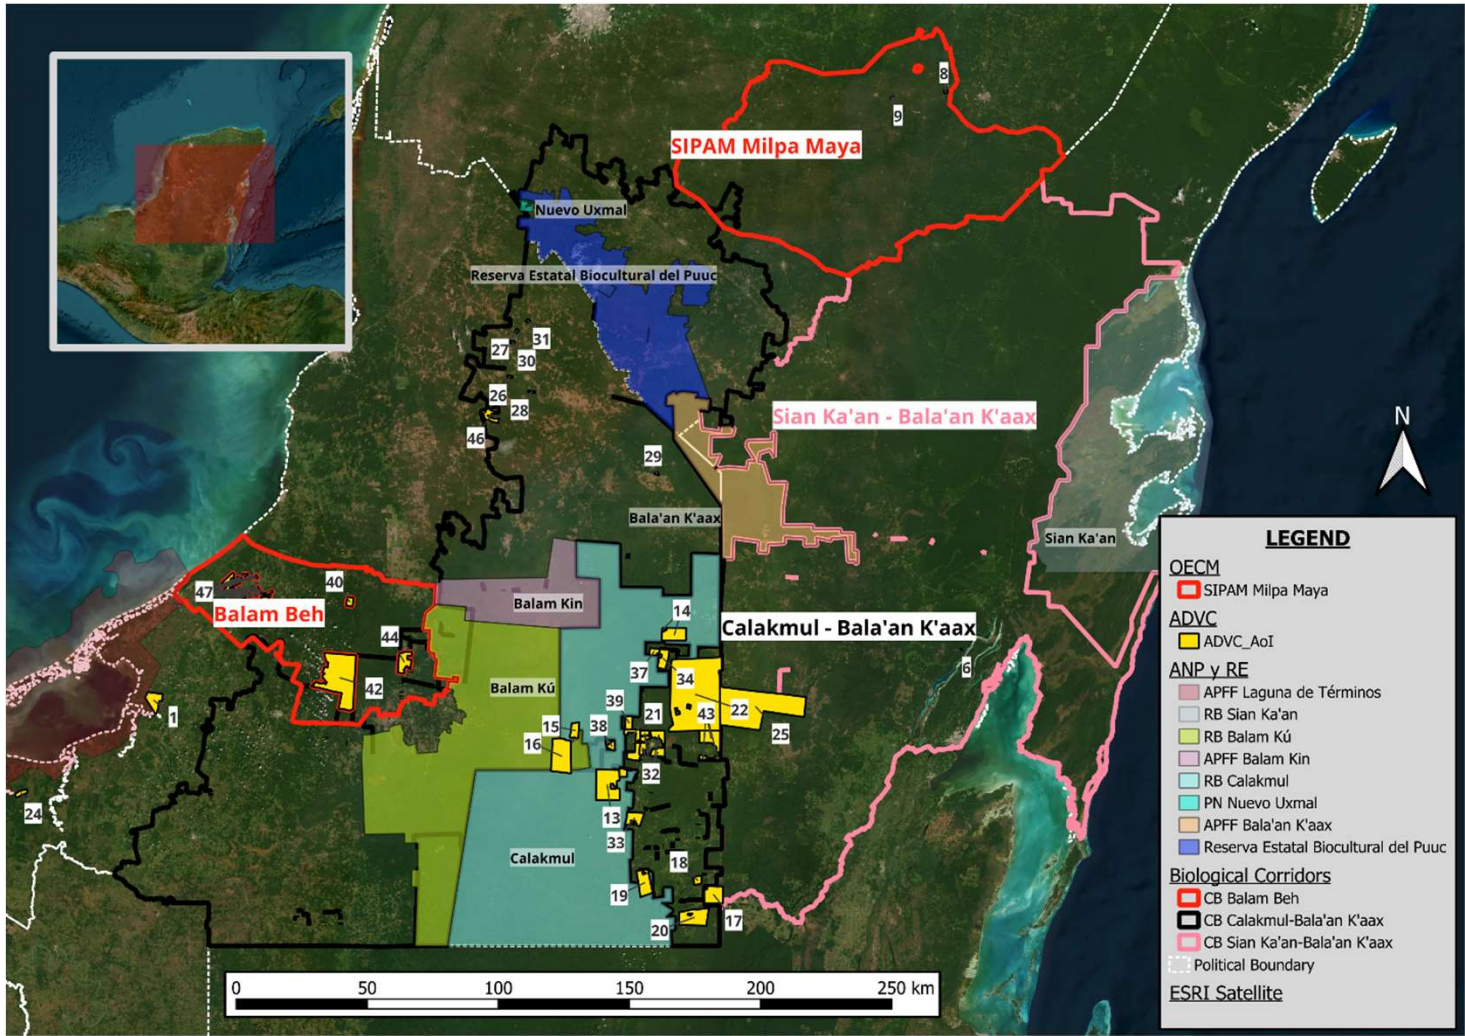 8
9
SIPAM Milpa Maya
Nuevo Uxmal
Reserva Estatal Biocultural del Puuc
31
27
30
26
28
46
Sian Ka'an - Bala'an K'aax
29
Bala'an K'aax
Sian Ka'an
N
47
40
Balam Beh
Balam Kin
14
Calakmul - Bala'an K'aax
44
6
37
34
42
Balam Kú
39
21
43
22
25
1
15
38
16
32
24
13
33
Calakmul
18
19
17
20
0 50 100 150 200 250 km
LEGEND
OECM
SIPAM Milpa Maya
ADVC
ADVC_AoI
ANP y RE
APFF Laguna de Términos
RB Sian Ka'an
RB Balam Kú
APFF Balam Kin
RB Calakmul
PN Nuevo Uxmal
APFF Bala'an K'aax
Reserva Estatal Biocultural del Puuc
Biological Corridors
CB Balam Beh
CB Calakmul-Bala'an K'aax
CB Sian Ka'an-Bala'an K'aax
Political Boundary
ESRI Satellite